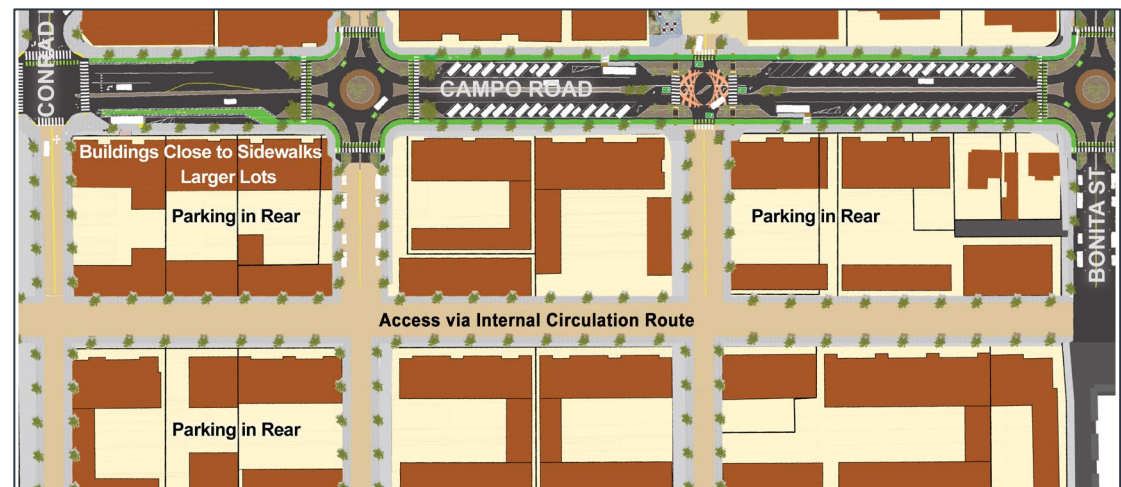 CONRAD
CAMPO ROAD
Buildings Close to Sidewalks
Larger Lots
Parking in Rear
Parking in Rear
BONITA ST
Access via Internal Circulation Route
Parking in Rear